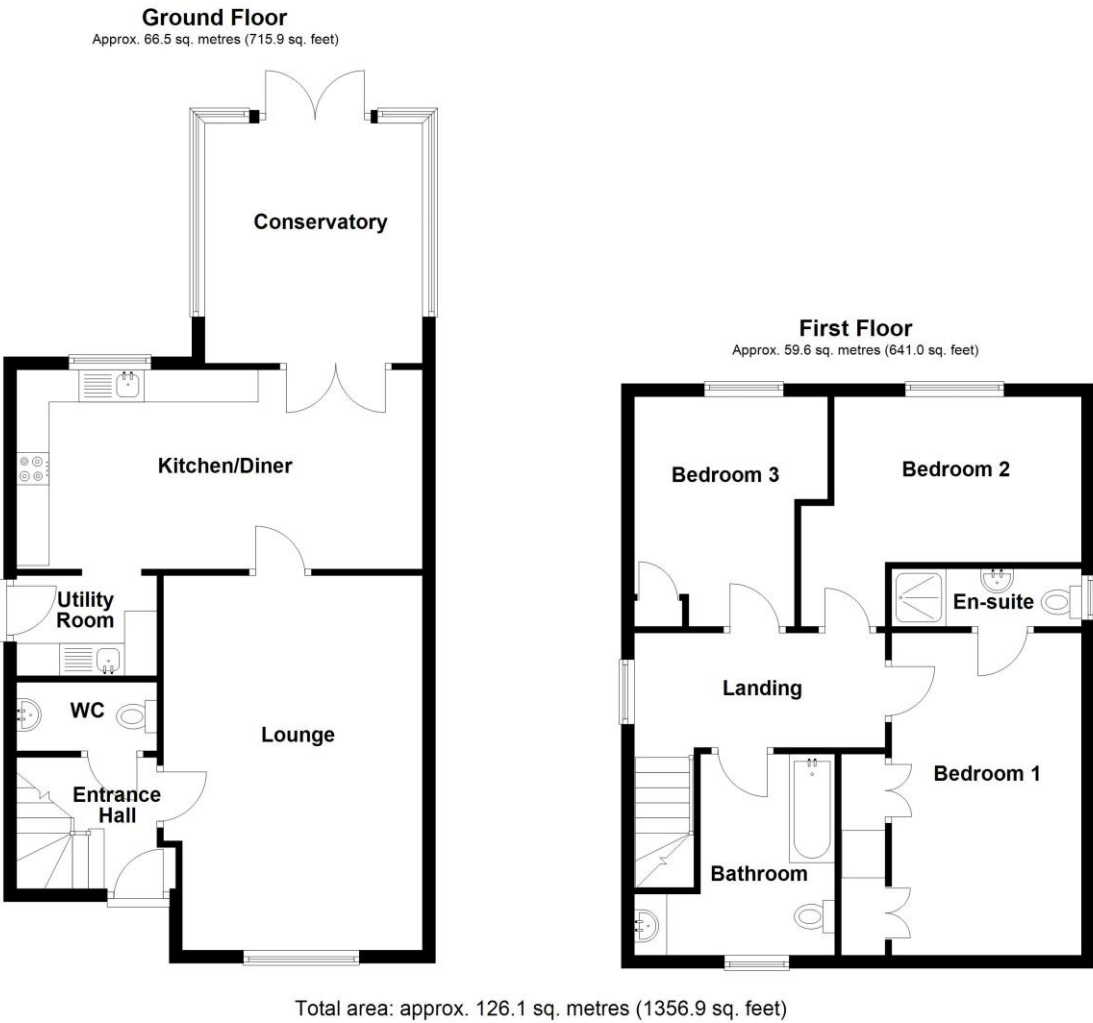 Ground Floor
Approx. 66.5 sq. metres (715.9 sq. feet)
Conservatory
Kitchen/Diner
Utility
Room
WC
Lounge
Entrance
Hall
First Floor
Approx. 59.6 sq. metres (641.0 sq. feet)
Bedroom 3
Bedroom 2
En-suite
Landing
Bedroom 1
Bathroom
Total area: approx. 126.1 sq. metres (1356.9 sq. feet)